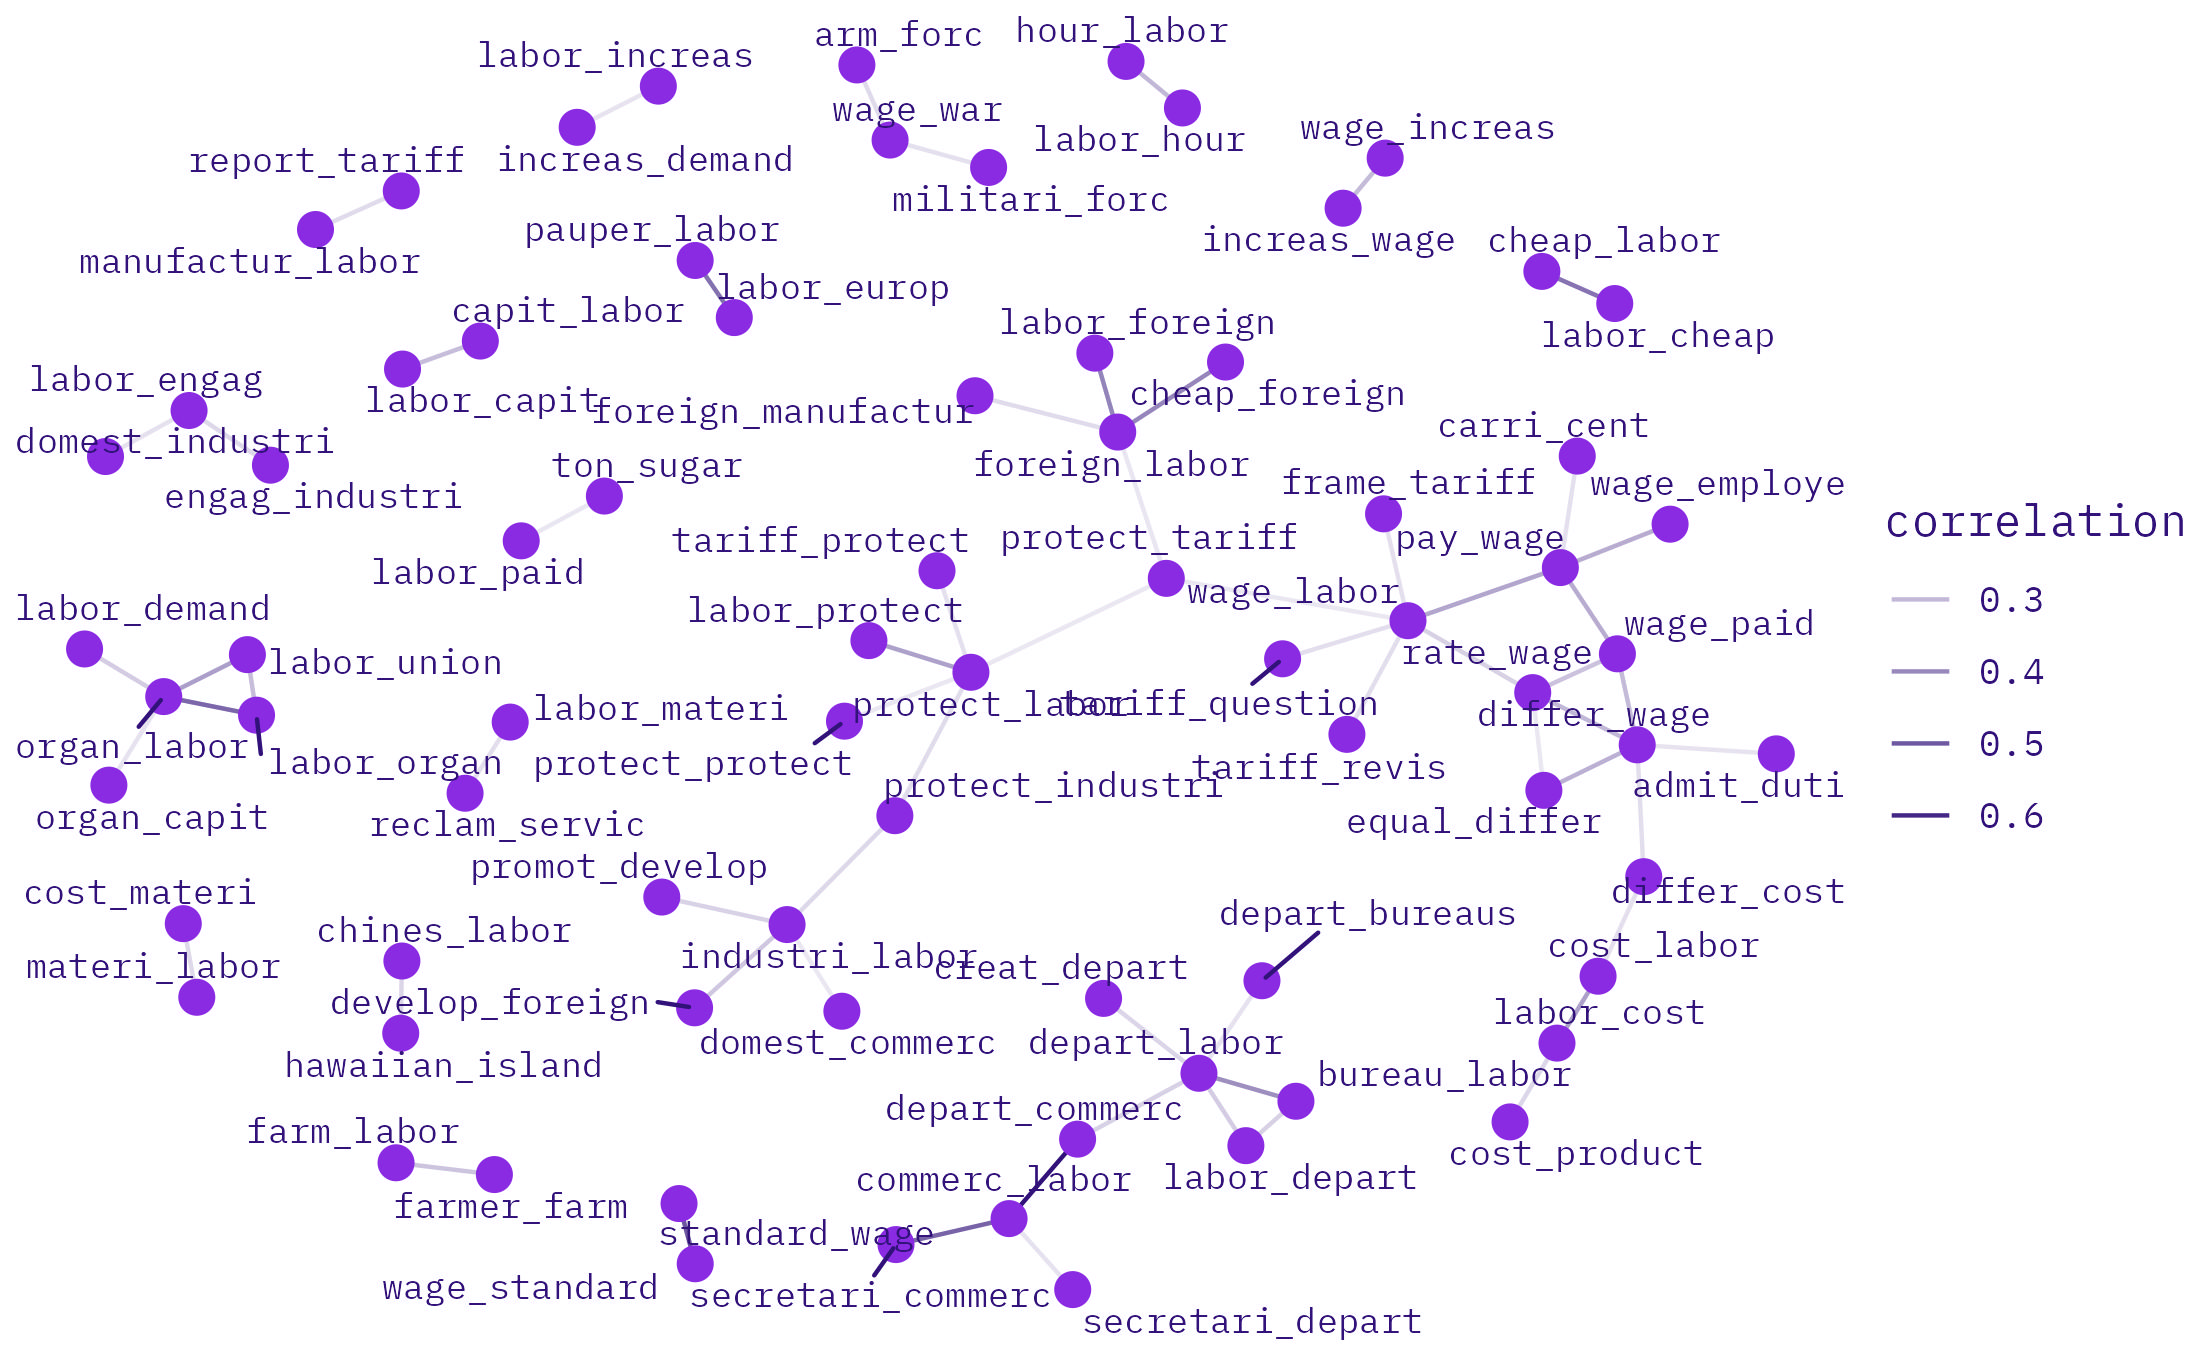 arm_forc
hour_labor
labor_increas
wage_war
wage_increas
labor_hour
report_tariff
increas_demand
militari_forc
pauper_labor
increas_wage
cheap_labor
manufactur_labor
labor_europ
capit_labor
labor_foreign
labor_cheap
labor_engag
cheap_foreign
labor_capit
foreign_manufactur
carri_cent
domest_industri
ton_sugar
foreign_labor
frame_tariff
wage_employe
engag_industri
tariff_protect
protect_tariff
pay_wage
labor_paid
wage_labor
labor_demand
labor_protect
wage_paid
labor_union
rate_wage
labor_materi
protect_labor
tariff_question
differ_wage
organ_labor
labor_organ
protect_protect
tariff_revis
protect_industri
admit_duti
organ_capit
reclam_servic
equal_differ
promot_develop
cost_materi
differ_cost
depart_bureaus
chines_labor
cost_labor
industri_labor
creat_depart
materi_labor
develop_foreign
labor_cost
domest_commerc
depart_labor
hawaiian_island
bureau_labor
depart_commerc
farm_labor
cost_product
commerc_labor
labor_depart
farmer_farm
standard_wage
wage_standard
secretari_commerc
secretari_depart
correlation
0.3
0.4
0.5
0.6